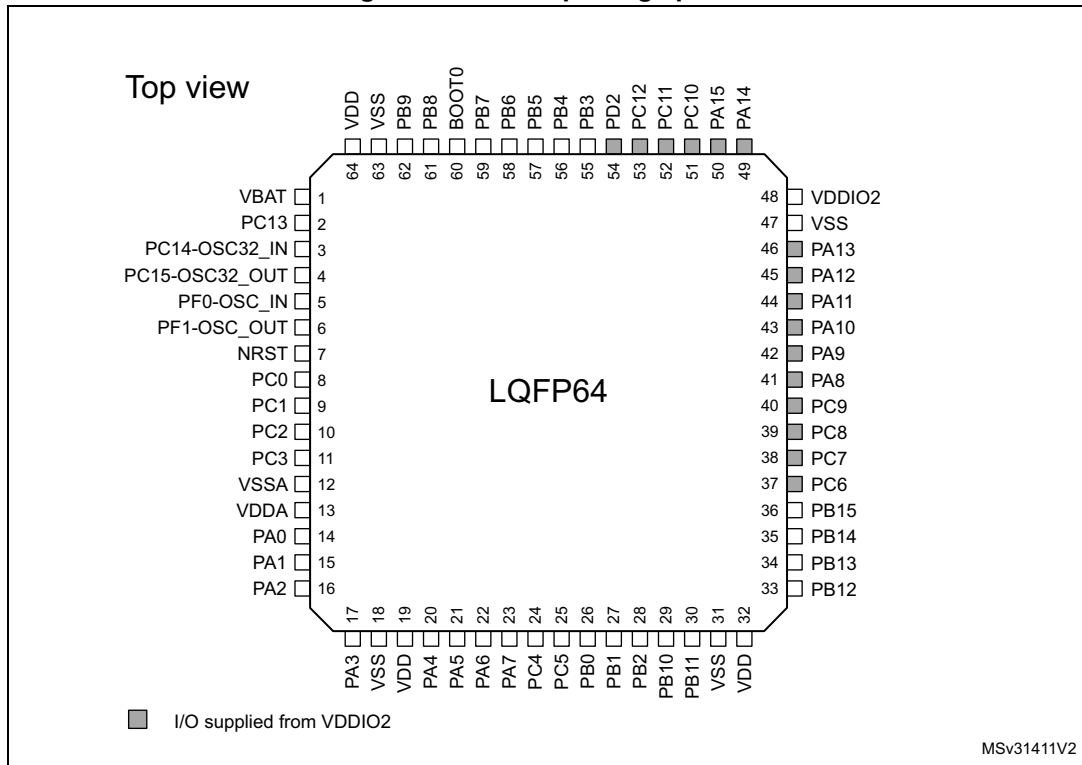 Top view
VDD
VSS
PB9
PB8
BOOT0
PB7
PB6
PB5
PB4
PB3
PD2
PC12
PC11
PC10
PA15
PA14
64
63
62
61
60
59
58
57
56
55
54
53
52
51
50
49
VBAT 1
PC13 2
PC14-OSC32_IN 3
PC15-OSC32_OUT 4
PF0-OSC_IN 5
PF1-OSC_OUT 6
NRST 7
PC0 8
PC1 9
PC2 10
PC3 11
VSSA 12
VDDA 13
PA0 14
PA1 15
PA2 16
LQFP64
48 VDDIO2
47 VSS
46 PA13
45 PA12
44 PA11
43 PA10
42 PA9
41 PA8
40 PC9
39 PC8
38 PC7
37 PC6
36 PB15
35 PB14
34 PB13
33 PB12
17
18
19
20
21
22
23
24
25
26
27
28
29
30
31
32
PA3
VSS
VDD
PA4
PA5
PA6
PA7
PC4
PC5
PB0
PB1
PB2
PB10
PB11
VSS
VDD
I/O supplied from VDDIO2
MSv31411V2